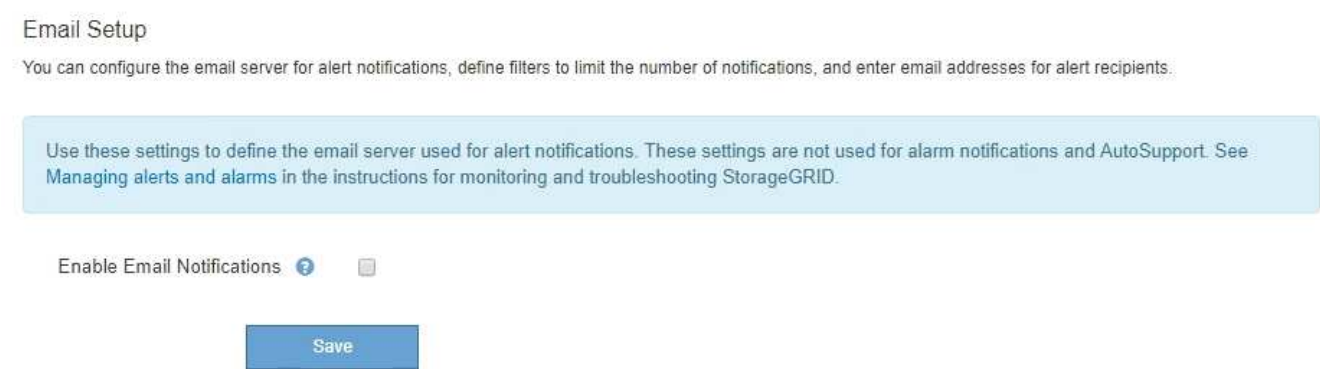 Email Setup
You can configure the email server for alert notifications, define filters to limit the number of notifications, and enter email addresses for alert recipients.
Use these settings to define the email server used for alert notifications. These settings are not used for alarm notifications and AutoSupport. See
Managing alerts and alarms in the instructions for monitoring and troubleshooting StorageGRID.
Enable Email Notifications ?
Save